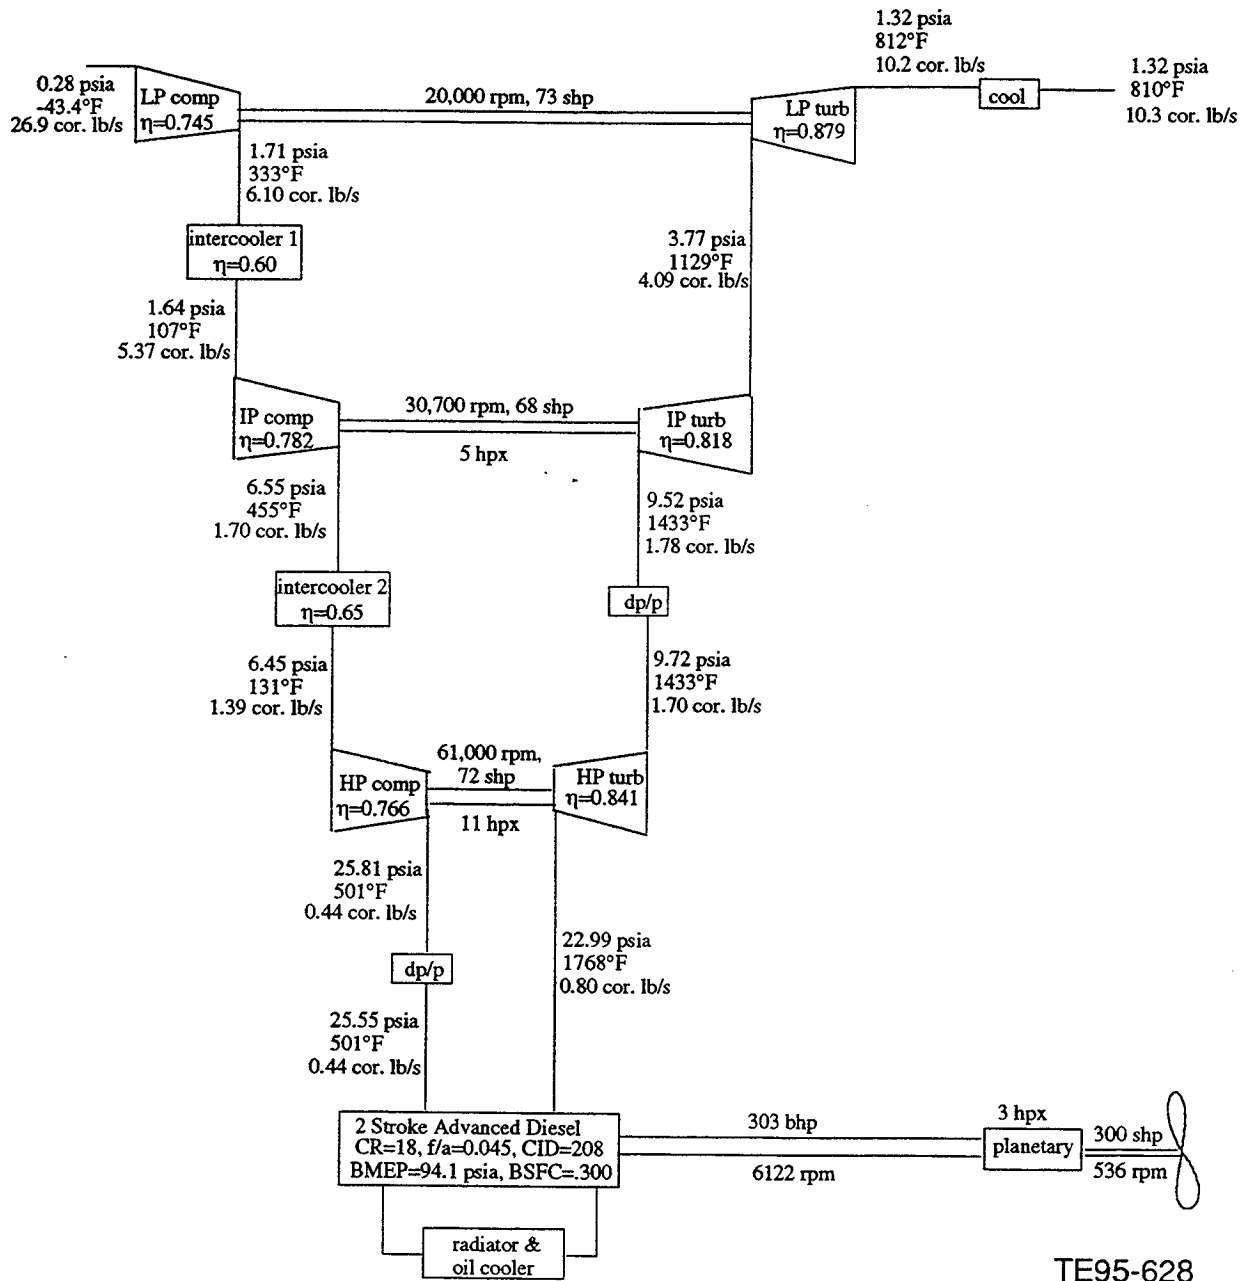 0.28 psia
-43.4°F
26.9 cor. lb/s
LP comp
η=0.745
20,000 rpm, 73 shp
LP turb
η=0.879
1.32 psia
812°F
10.2 cor. lb/s
cool
1.32 psia
810°F
10.3 cor. lb/s
1.71 psia
333°F
6.10 cor. lb/s
intercooler 1
η=0.60
3.77 psia
1129°F
4.09 cor. lb/s
1.64 psia
107°F
5.37 cor. lb/s
IP comp
η=0.782
30,700 rpm, 68 shp
5 hpx
IP turb
η=0.818
6.55 psia
455°F
1.70 cor. lb/s
9.52 psia
1433°F
1.78 cor. lb/s
intercooler 2
η=0.65
dp/p
6.45 psia
131°F
1.39 cor. lb/s
9.72 psia
1433°F
1.70 cor. lb/s
HP comp
η=0.766
61,000 rpm,
72 shp
11 hpx
HP turb
η=0.841
25.81 psia
501°F
0.44 cor. lb/s
22.99 psia
1768°F
0.80 cor. lb/s
dp/p
25.55 psia
501°F
0.44 cor. lb/s
2 Stroke Advanced Diesel
CR=18, f/a=0.045, CID=208
BMEP=94.1 psia, BSFC=.300
303 bhp
6122 rpm
3 hpx
planetary
300 shp
536 rpm
radiator &
oil cooler
TE95-628